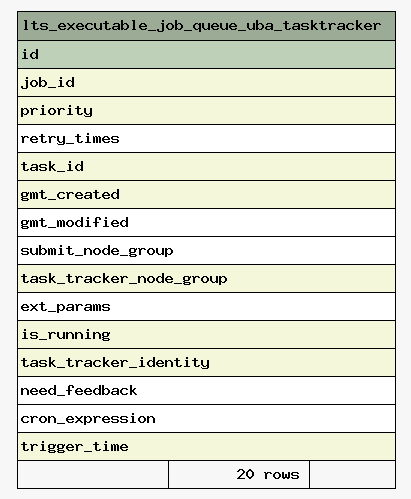 lts_executable_job_queue_uba_tasktracker
id
job_id
priority
retry_times
task_id
gmt_created
gmt_modified
submit_node_group
task_tracker_node_group
ext_params
is_running
task_tracker_identity
need_feedback
cron_expression
trigger_time
20 rows